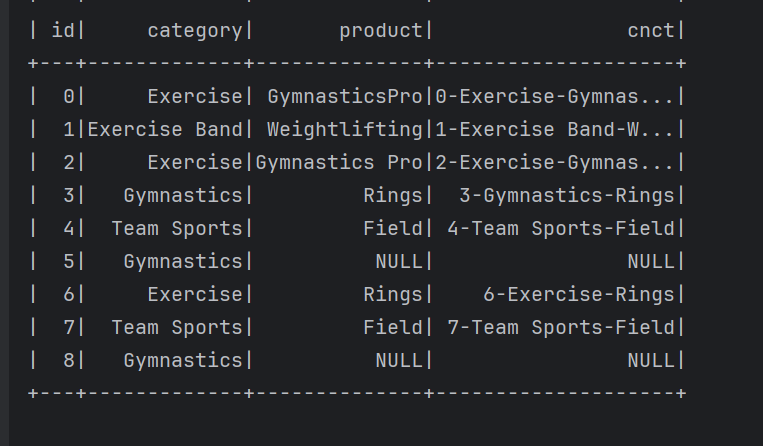 | id|     category|       product|                cnct|
+---+-------------+--------------+--------------------+
|  0|     Exercise| GymnasticsPro|0-Exercise-Gymnas...|
|  1|Exercise Band| Weightlifting|1-Exercise Band-W...|
|  2|     Exercise|Gymnastics Pro|2-Exercise-Gymnas...|
|  3|   Gymnastics|         Rings|  3-Gymnastics-Rings|
|  4|  Team Sports|         Field| 4-Team Sports-Field|
|  5|   Gymnastics|          NULL|                NULL|
|  6|     Exercise|         Rings|    6-Exercise-Rings|
|  7|  Team Sports|         Field| 7-Team Sports-Field|
|  8|   Gymnastics|          NULL|                NULL|
+---+-------------+--------------+--------------------+